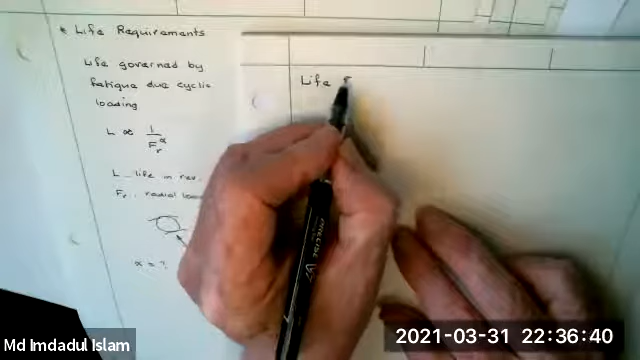 * Life Requirements
Life governed by
fatigue due cyclic
loading
L ∝ 1/Fr^α
L _ life in rev.
Fr . radial loa
α = ?
Life
Md Imdadul Islam
2021-03-31 22:36:40